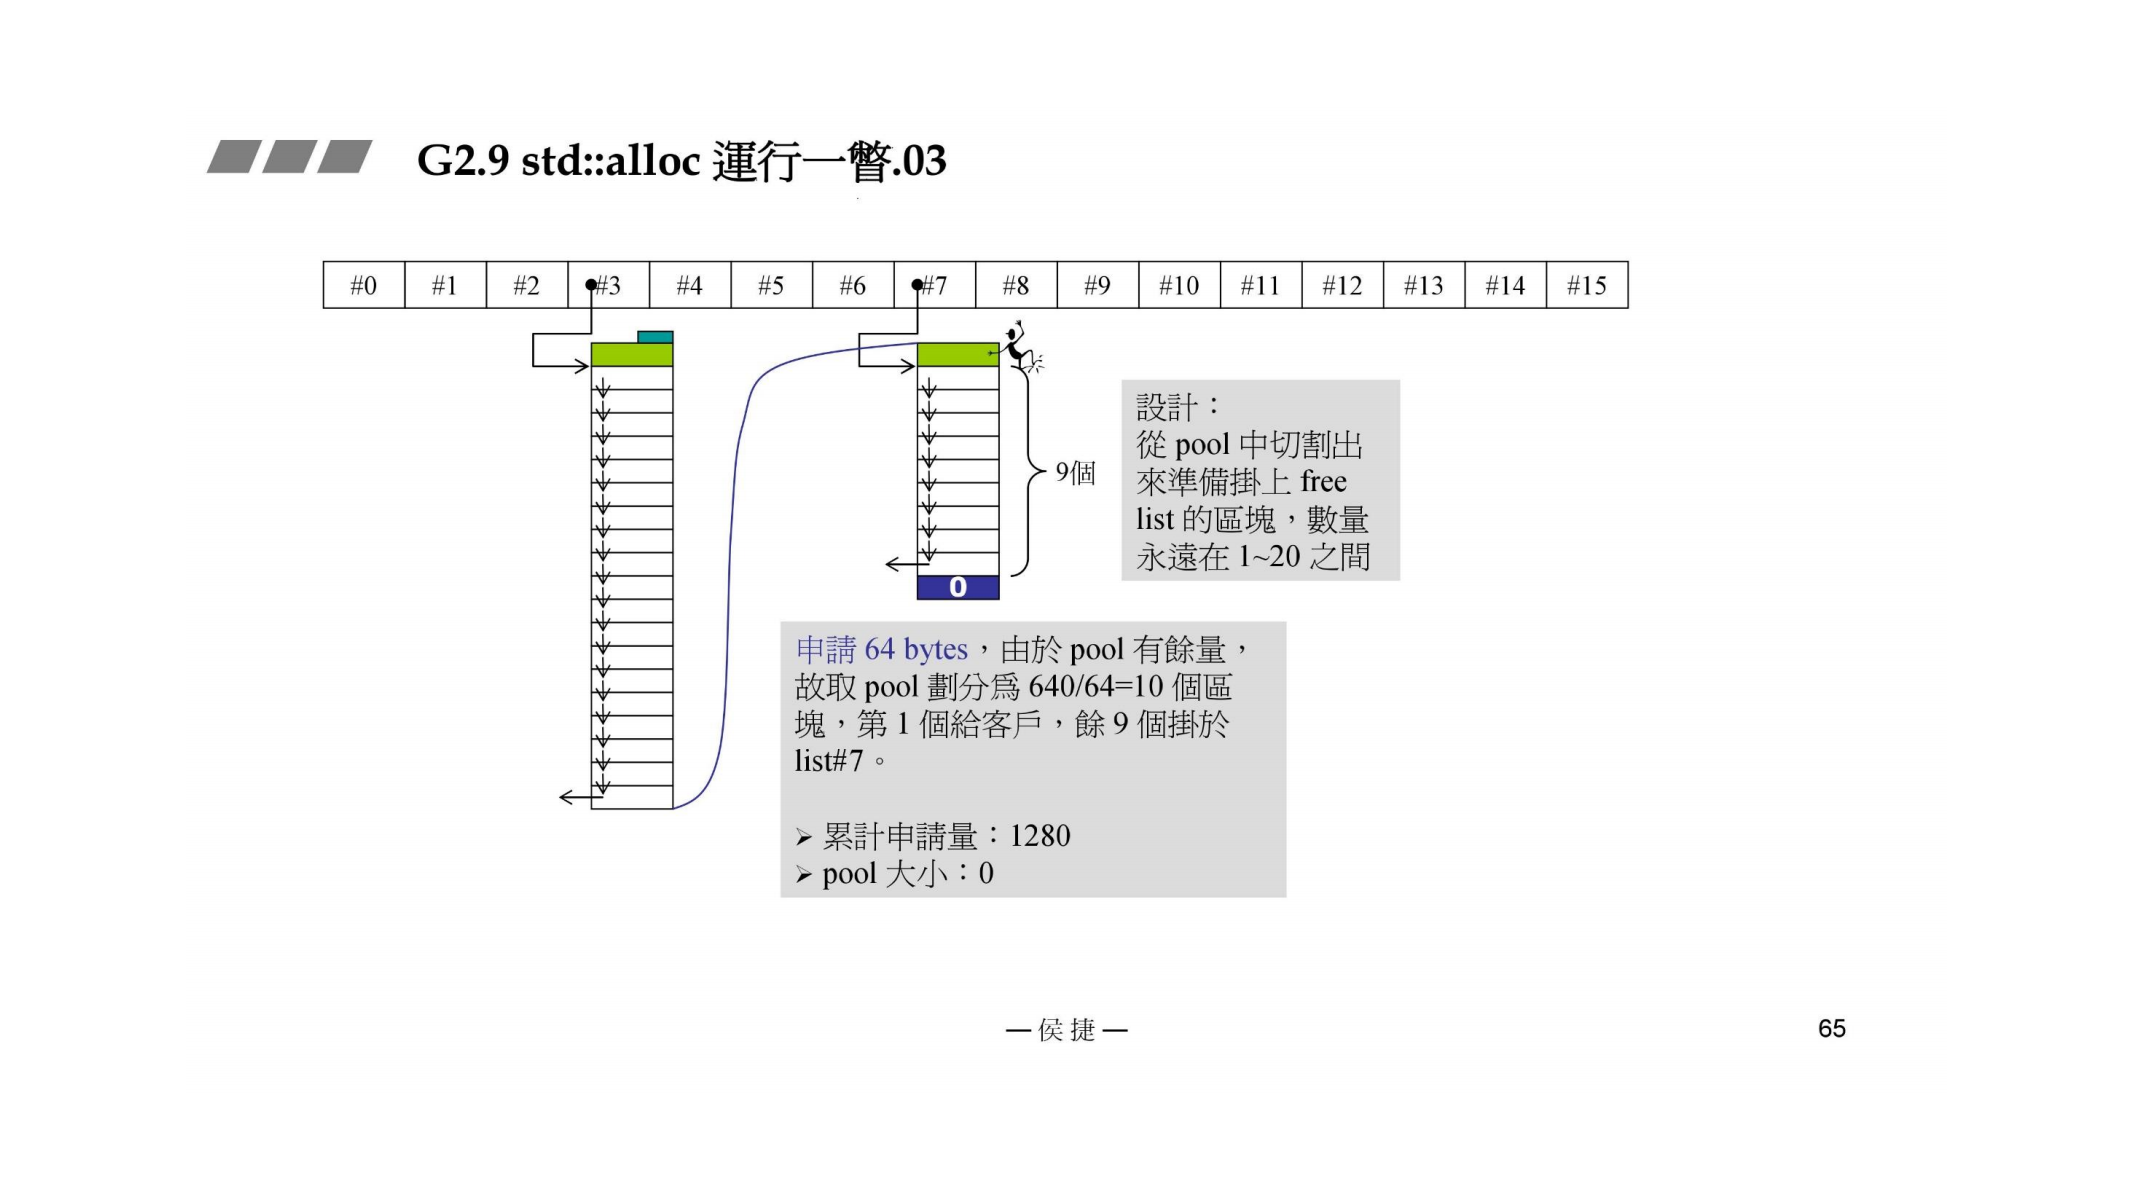 G2.9 std::alloc 運行一瞥.03
#0 #1 #2 #3 #4 #5 #6 #7 #8 #9 #10 #11 #12 #13 #14 #15
設計：
從 pool 中切割出
來準備掛上 free
list 的區塊，數量
永遠在 1~20 之間
9個
0
申請 64 bytes，由於 pool 有餘量，
故取 pool 劃分為 640/64=10 個區
塊，第 1 個給客戶，餘 9 個掛於
list#7。
➢ 累計申請量：1280
➢ pool 大小：0
— 侯捷 —
65